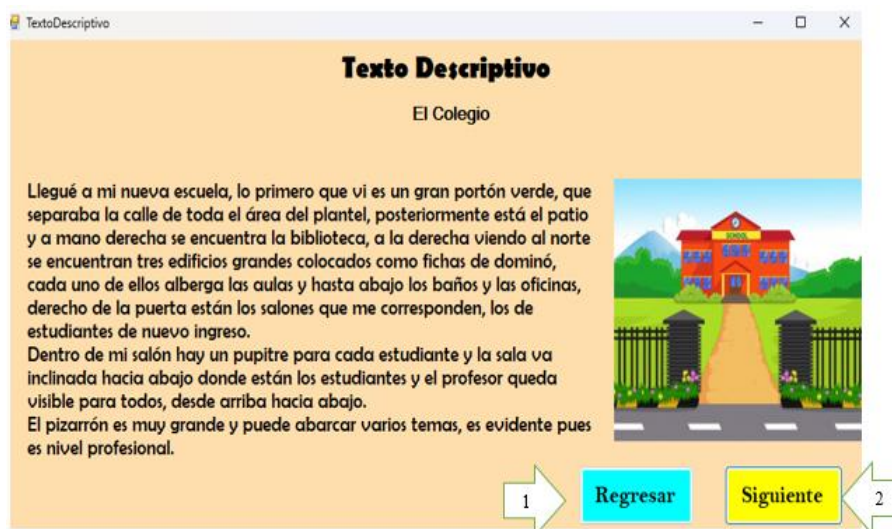 TextoDescriptivo
Texto Descriptivo
El Colegio
Llegué a mi nueva escuela, lo primero que vi es un gran portón verde, que
separaba la calle de toda el área del plantel, posteriormente está el patio
y a mano derecha se encuentra la biblioteca, a la derecha viendo al norte
se encuentran tres edificios grandes colocados como fichas de dominó,
cada uno de ellos alberga las aulas y hasta abajo los baños y las oficinas,
derecho de la puerta están los salones que me corresponden, los de
estudiantes de nuevo ingreso.
Dentro de mi salón hay un pupitre para cada estudiante y la sala va
inclinada hacia abajo donde están los estudiantes y el profesor queda
visible para todos, desde arriba hacia abajo.
El pizarrón es muy grande y puede abarcar varios temas, es evidente pues
es nivel profesional.
SCHOOL
1 Regresar Siguiente 2